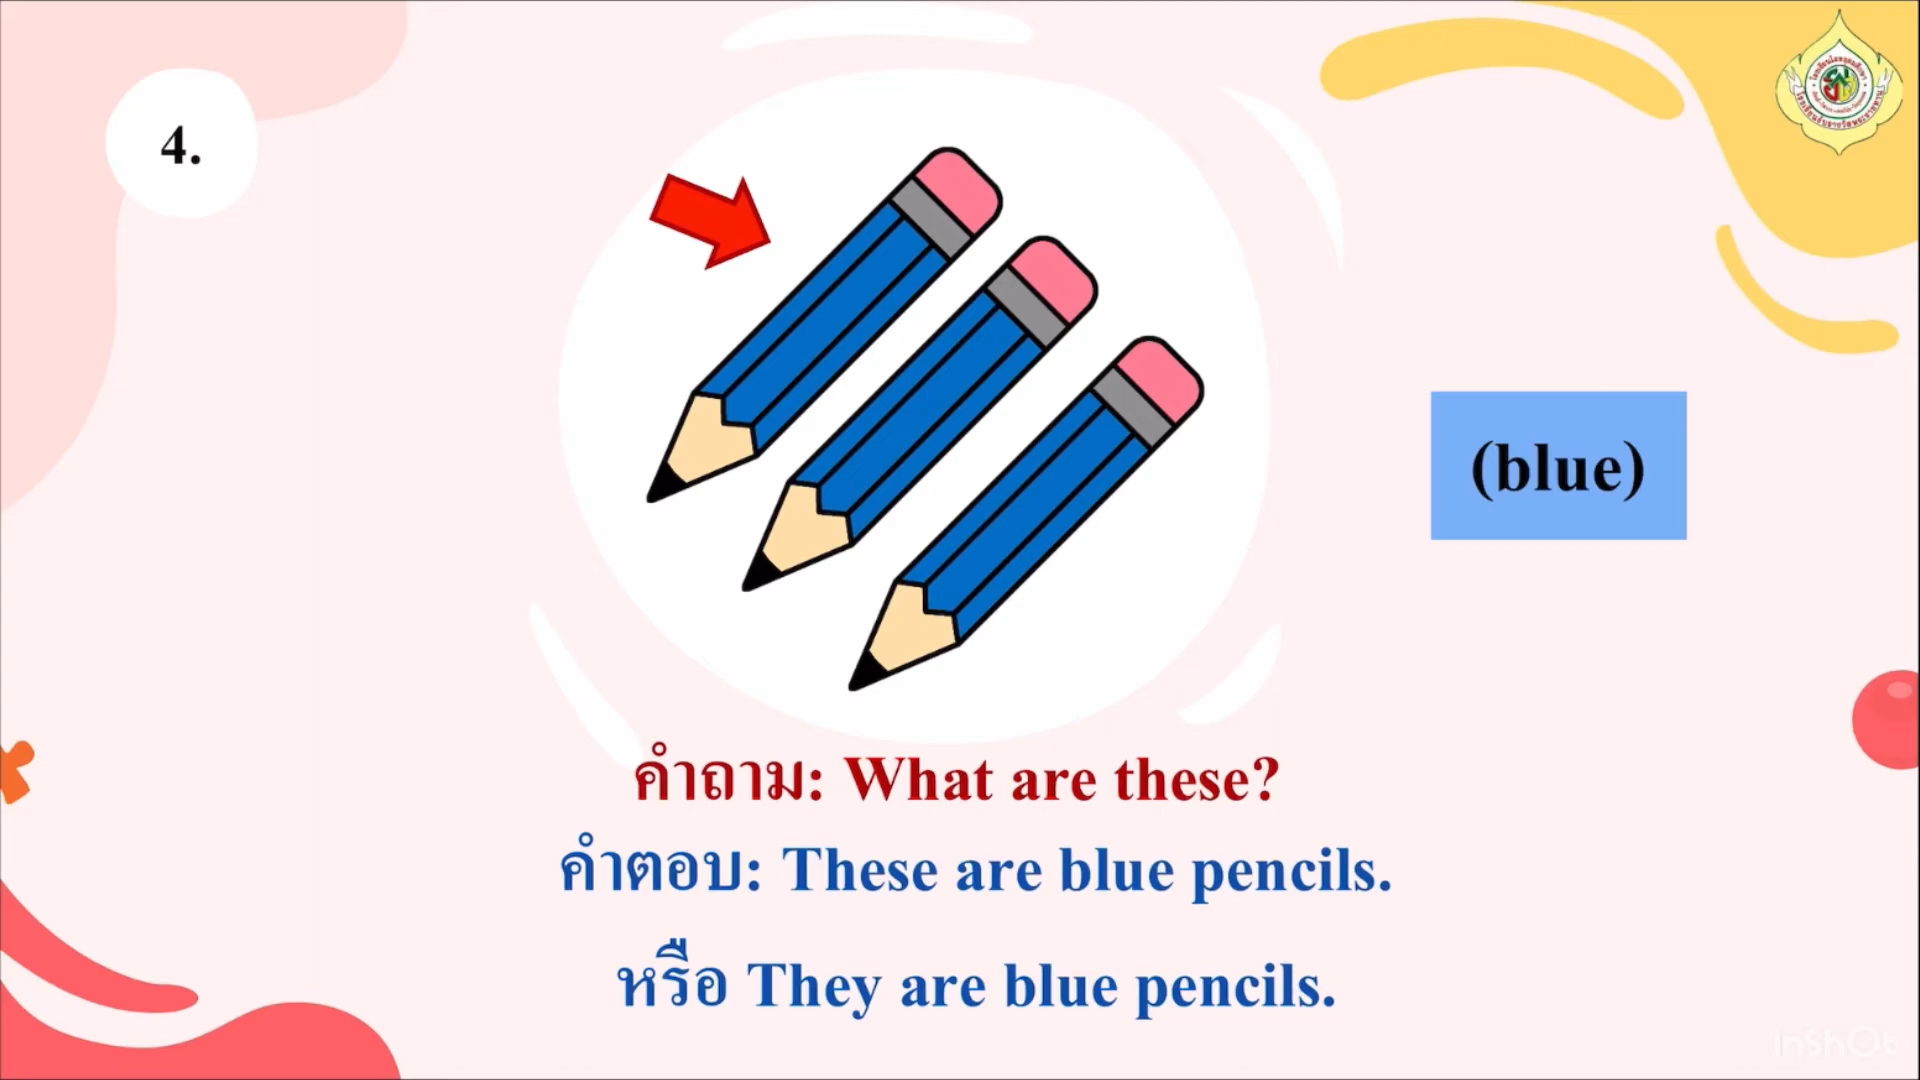 4.
(blue)
คำถาม: What are these?
คำตอบ: These are blue pencils.
หรือ They are blue pencils.
InShOt